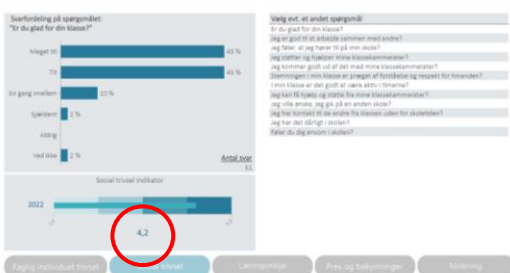 Svarfordeling på spørgsmålet:
"Er du glad for din klasse?"
Meget tit
43 %
Tit
43 %
En gang imellem
10 %
Sjældent
2 %
Aldrig
Ved ikke
2 %
Antal svar
51
Social trivsel indikator
2022
4,2
Vælg evt. et andet spørgsmål
Er du glad for din klasse?
Jeg er god til at arbejde sammen med andre?
Jeg føler, at jeg hører til på min skole?
Jeg støtter og hjælper mine klassekammerater?
Jeg kommer godt ud af det med mine klassekammerater?
Stemningen i min klasse er præget af forståelse og respekt for hinanden?
I min klasse er det godt at være aktiv i timerne?
Jeg kan få hjælp og støtte fra mine klassekammerater?
Jeg ville ønske, jeg gik på en anden skole?
Jeg har kontakt til de andre fra klassen uden for skoletiden?
Jeg har det dårligt i skolen?
Føler du dig ensom i skolen?
Faglig individuel trivsel
trivsel
Læringsmiljø
Pres og bekymringer
Mobning